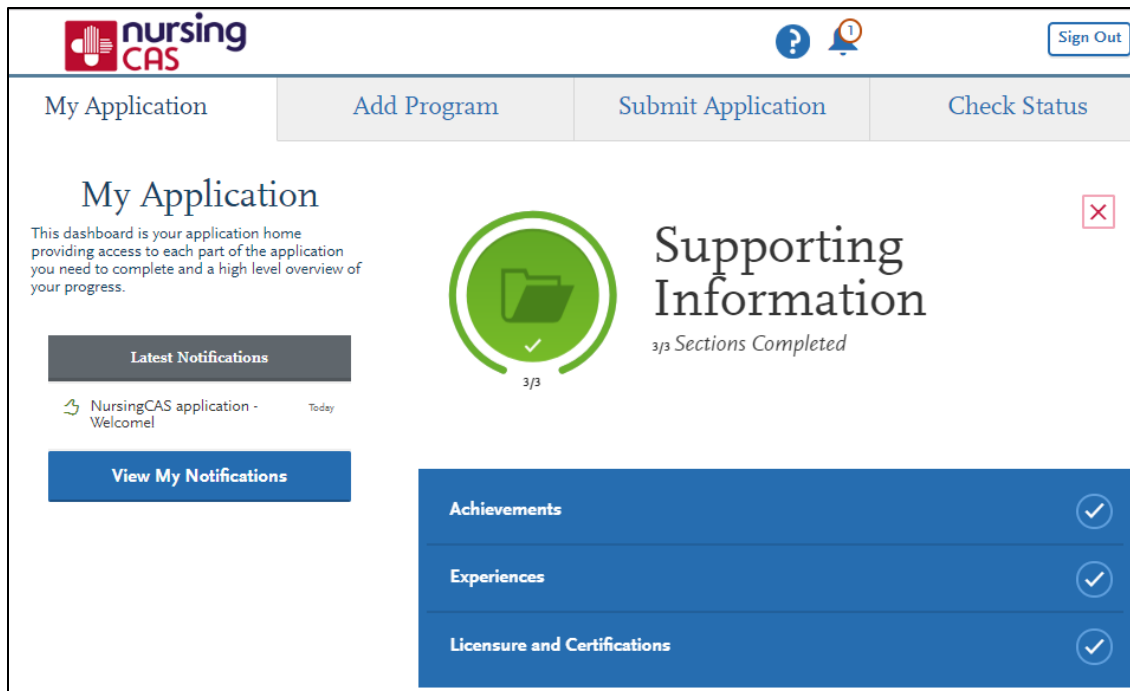 nursing
CAS
?
1
Sign Out
My Application
Add Program
Submit Application
Check Status
My Application
This dashboard is your application home
providing access to each part of the application
you need to complete and a high level overview of
your progress.
Latest Notifications
NursingCAS application - Today
Welcome!
View My Notifications
3/3
Supporting
Information
3/3 Sections Completed
Achievements
Experiences
Licensure and Certifications